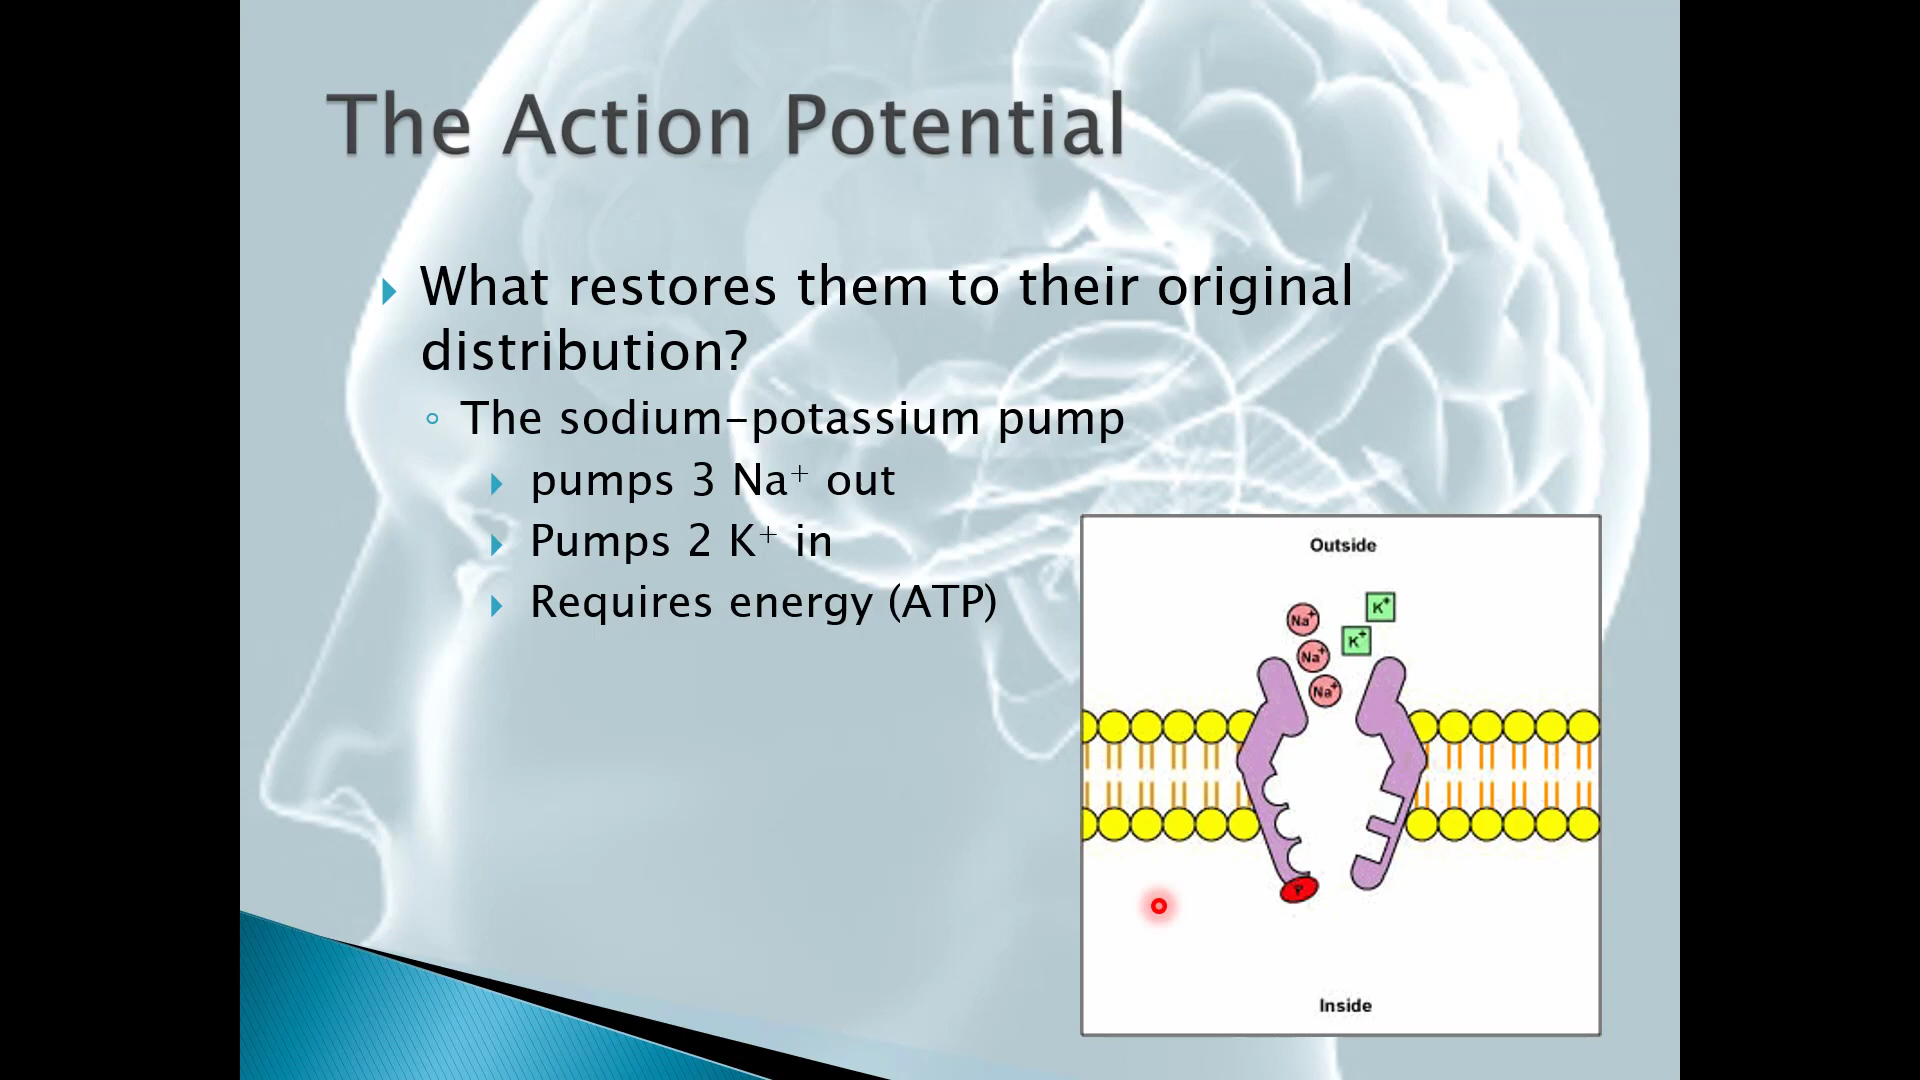 The Action Potential
What restores them to their original
distribution?
The sodium-potassium pump
pumps 3 Na⁺ out
Pumps 2 K⁺ in
Requires energy (ATP)
Outside
K⁺
Na⁺
K⁺
Na⁺
Na⁺
P
Inside